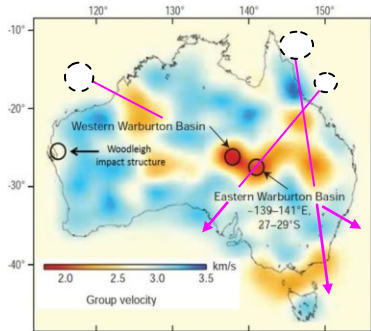 120° 130° 140° 150°
-10°
-20°
Western Warburton Basin
Woodleigh
impact structure
-30°
Eastern Warburton Basin
~139–141°E,
27–29°S
-40°
km/s
2.0 2.5 3.0 3.5
Group velocity